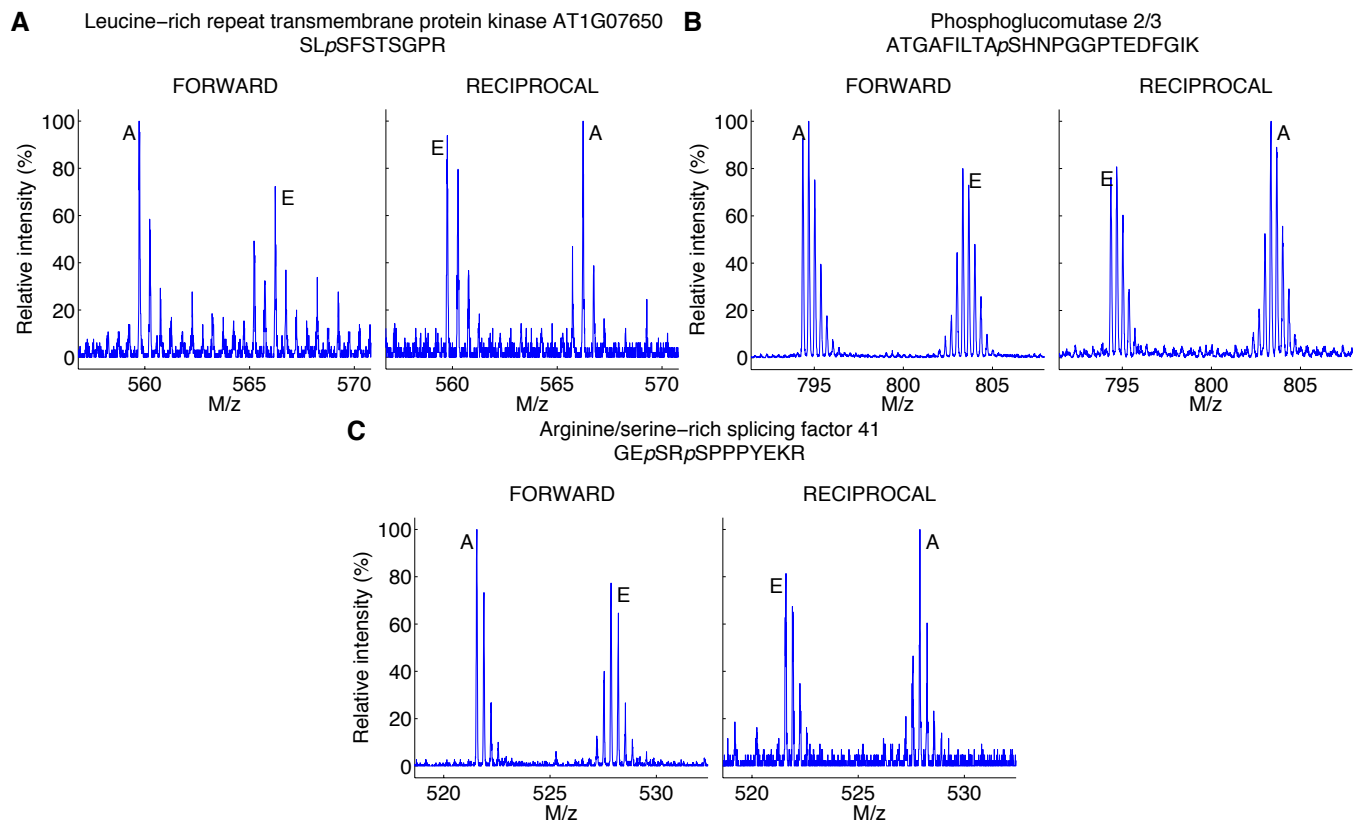 A
Leucine−rich repeat transmembrane protein kinase AT1G07650
SLpSFSTSGPR
FORWARD
RECIPROCAL
Relative intensity (%)
100
80
60
40
20
0
A
E
E
A
560
565
570
560
565
570
M/z
M/z
B
Phosphoglucomutase 2/3
ATGAFILTApSHNPGGPTEDFGIK
FORWARD
RECIPROCAL
Relative intensity (%)
100
80
60
40
20
0
A
E
E
A
795
800
805
795
800
805
M/z
M/z
C
Arginine/serine−rich splicing factor 41
GEpSRpSPPPYEKR
FORWARD
RECIPROCAL
Relative intensity (%)
100
80
60
40
20
0
A
E
E
A
520
525
530
520
525
530
M/z
M/z